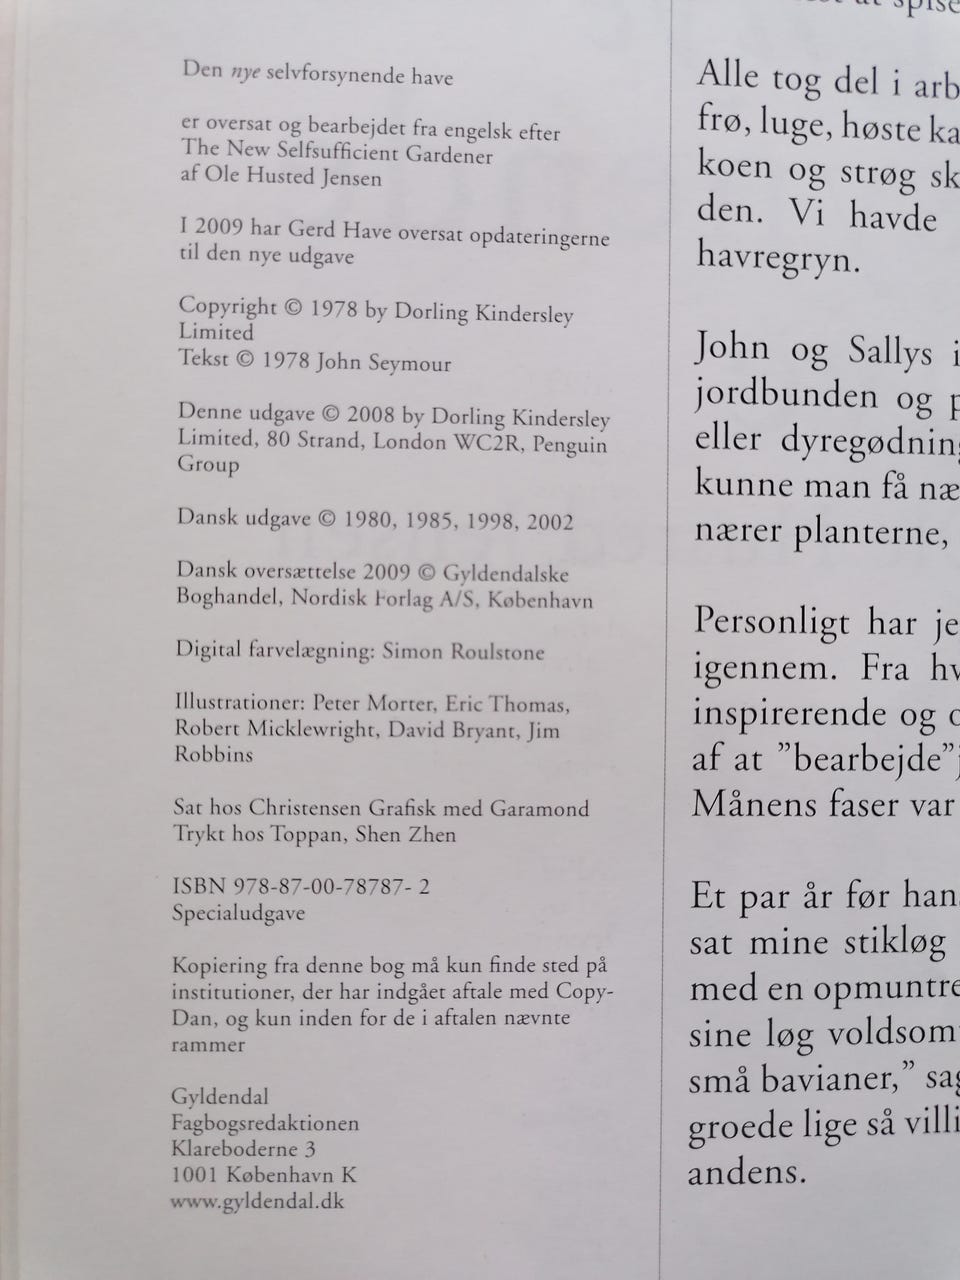 Den nye selvforsynende have
er oversat og bearbejdet fra engelsk efter
The New Selfsufficient Gardener
af Ole Husted Jensen
I 2009 har Gerd Have oversat opdateringerne
til den nye udgave
Copyright © 1978 by Dorling Kindersley
Limited
Tekst © 1978 John Seymour
Denne udgave © 2008 by Dorling Kindersley
Limited, 80 Strand, London WC2R, Penguin
Group
Dansk udgave © 1980, 1985, 1998, 2002
Dansk oversættelse 2009 © Gyldendalske
Boghandel, Nordisk Forlag A/S, København
Digital farvelægning: Simon Roulstone
Illustrationer: Peter Morter, Eric Thomas,
Robert Micklewright, David Bryant, Jim
Robbins
Sat hos Christensen Grafisk med Garamond
Trykt hos Toppan, Shen Zhen
ISBN 978-87-00-78787- 2
Specialudgave
Kopiering fra denne bog må kun finde sted på
institutioner, der har indgået aftale med Copy-
Dan, og kun inden for de i aftalen nævnte
rammer
Gyldendal
Fagbogsredaktionen
Klareboderne 3
1001 København K
www.gyldendal.dk
at spise
Alle tog del i arb
frø, luge, høste ka
koen og strøg sk
den. Vi havde
havregryn.
John og Sallys i
jordbunden og p
eller dyregødning
kunne man få næ
nærer planterne,
Personligt har je
igennem. Fra hv
inspirerende og o
af at ”bearbejde” j
Månens faser var
Et par år før han
sat mine stikløg
med en opmuntre
sine løg voldsom
små bavianer,” sag
groede lige så villi
andens.